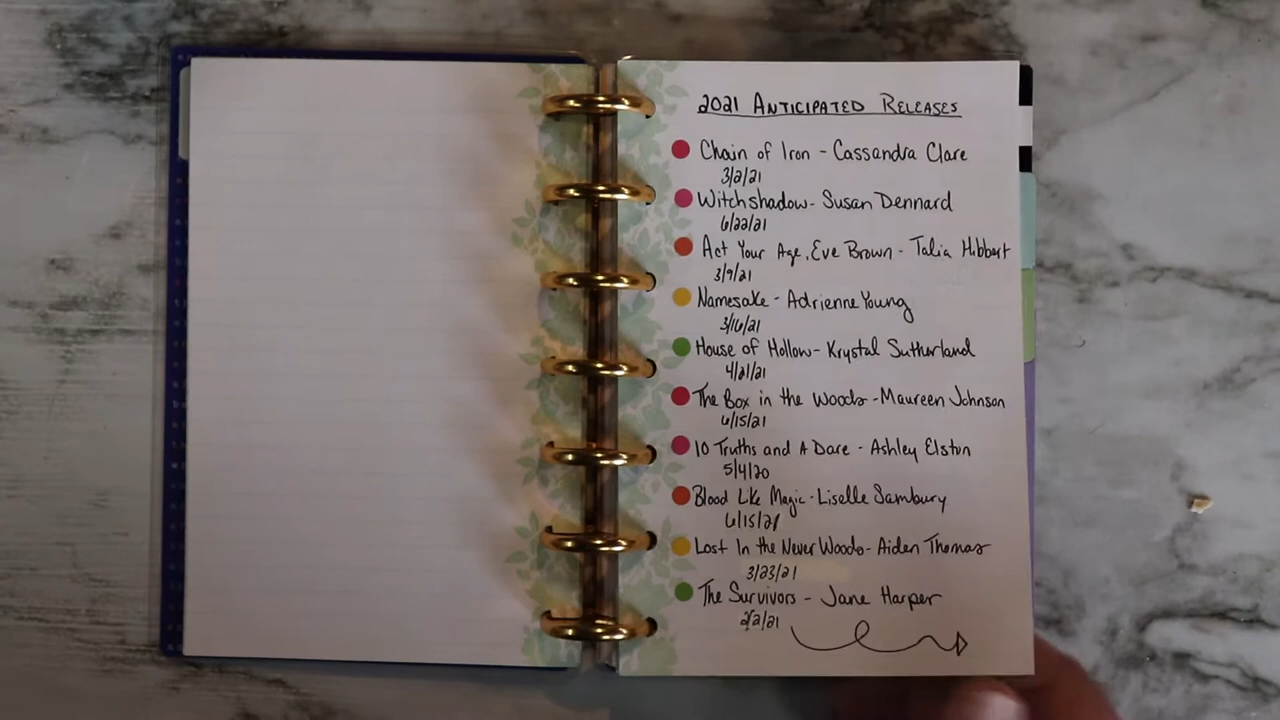 2021 Anticipated Releases
Chain of Iron - Cassandra Clare
3/2/21
Witchshadow - Susan Dennard
6/22/21
Act Your Age, Eve Brown - Talia Hibbert
3/9/21
Namesake - Adrienne Young
3/16/21
House of Hollow - Krystal Sutherland
4/21/21
The Box in the Woods - Maureen Johnson
6/15/21
10 Truths and A Dare - Ashley Elston
5/4/20
Blood Like Magic - Liselle Sambury
6/15/21
Lost In the Never Woods - Aiden Thomas
3/23/21
The Survivors - Jane Harper
2/2/21